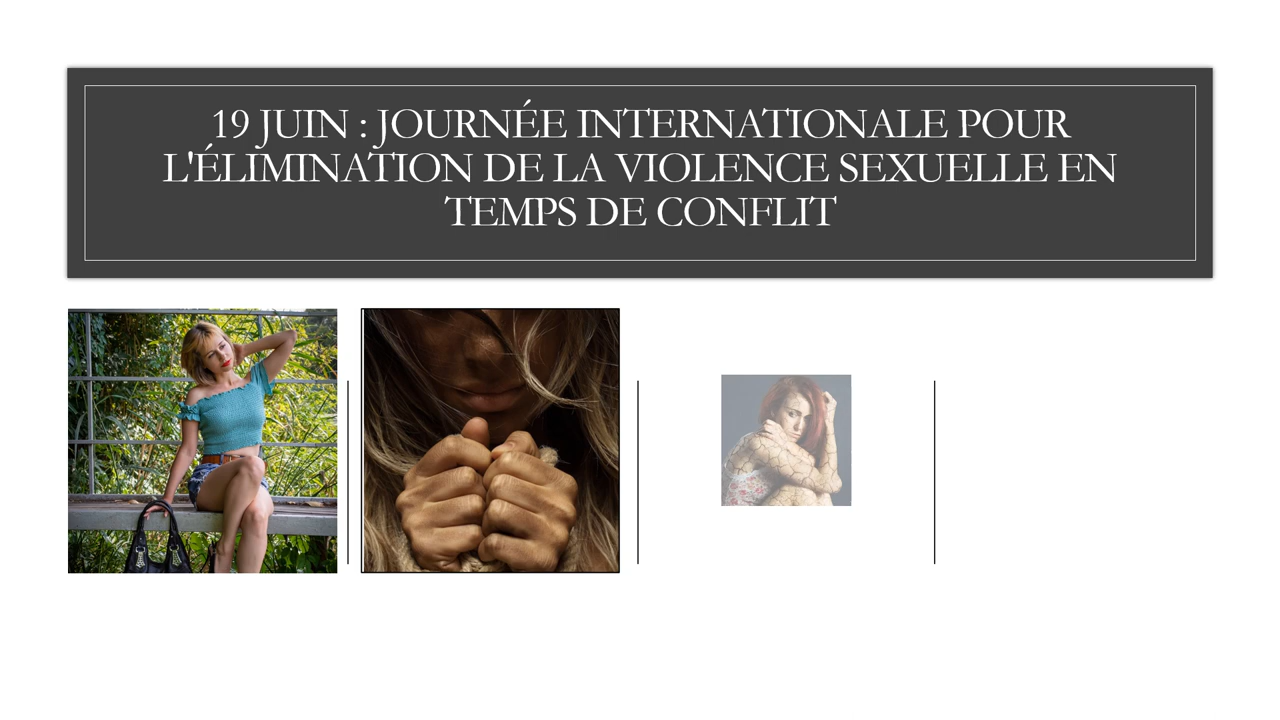 19 JUIN : JOURNÉE INTERNATIONALE POUR
L'ÉLIMINATION DE LA VIOLENCE SEXUELLE EN
TEMPS DE CONFLIT